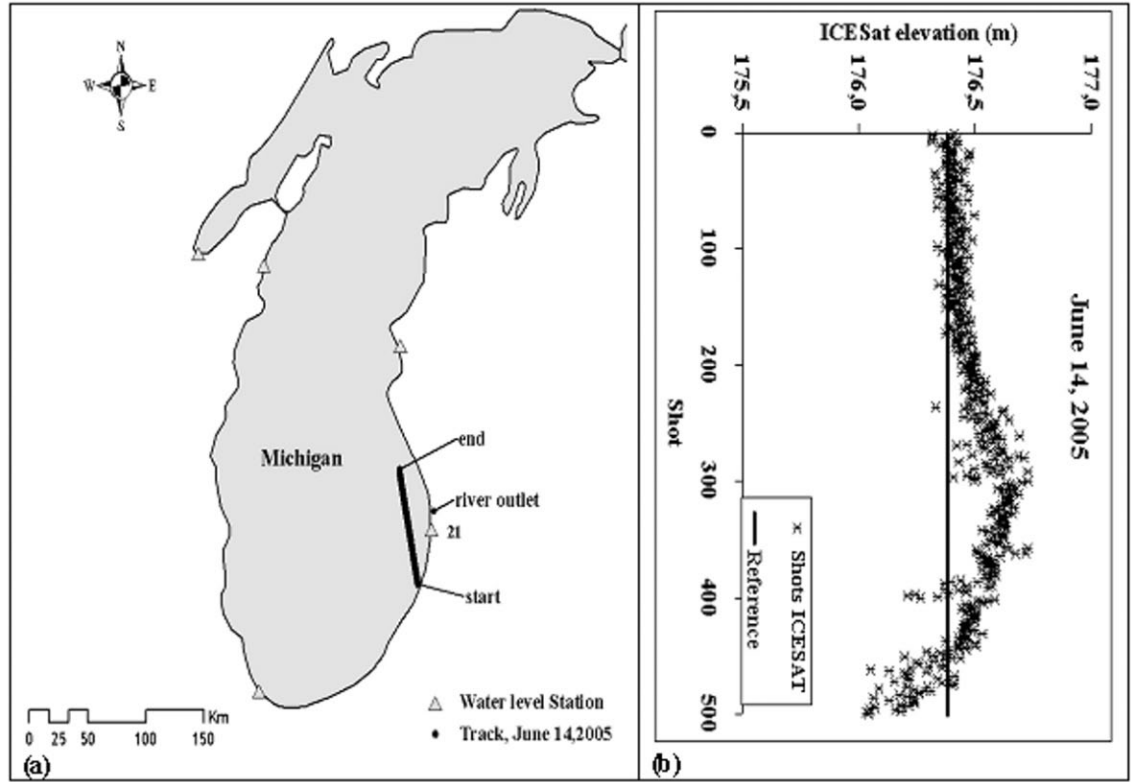 N
W E
S
Michigan
end
river outlet
21
start
Water level Station
Track, June 14,2005
Km
0 25 50 100 150
(a)
ICESat elevation (m)
175,5 176,0 176,5 177,0
0
100
200
300
400
500
Shot
June 14, 2005
Shots ICESAT
Reference
(b)